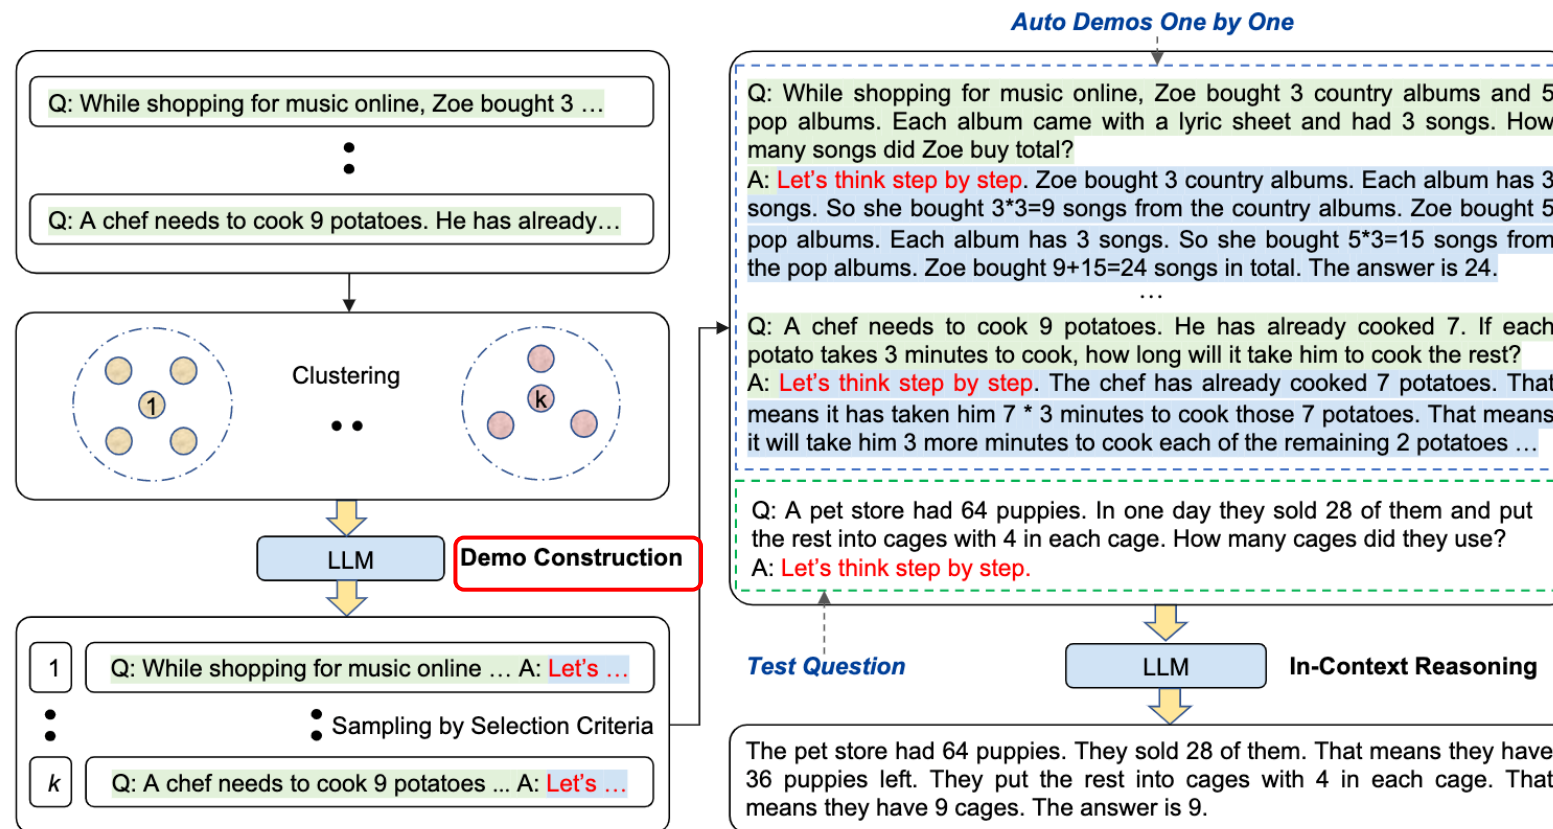 Q: While shopping for music online, Zoe bought 3 …
Q: A chef needs to cook 9 potatoes. He has already…
1
Clustering
k
LLM
Demo Construction
1
Q: While shopping for music online … A: Let’s …
Sampling by Selection Criteria
k
Q: A chef needs to cook 9 potatoes ... A: Let’s …
Auto Demos One by One
Q: While shopping for music online, Zoe bought 3 country albums and 5
pop albums. Each album came with a lyric sheet and had 3 songs. How
many songs did Zoe buy total?
A: Let’s think step by step. Zoe bought 3 country albums. Each album has 3
songs. So she bought 3*3=9 songs from the country albums. Zoe bought 5
pop albums. Each album has 3 songs. So she bought 5*3=15 songs from
the pop albums. Zoe bought 9+15=24 songs in total. The answer is 24.
…
Q: A chef needs to cook 9 potatoes. He has already cooked 7. If each
potato takes 3 minutes to cook, how long will it take him to cook the rest?
A: Let’s think step by step. The chef has already cooked 7 potatoes. That
means it has taken him 7 * 3 minutes to cook those 7 potatoes. That means
it will take him 3 more minutes to cook each of the remaining 2 potatoes …
Q: A pet store had 64 puppies. In one day they sold 28 of them and put
the rest into cages with 4 in each cage. How many cages did they use?
A: Let’s think step by step.
Test Question
LLM
In-Context Reasoning
The pet store had 64 puppies. They sold 28 of them. That means they have
36 puppies left. They put the rest into cages with 4 in each cage. That
means they have 9 cages. The answer is 9.